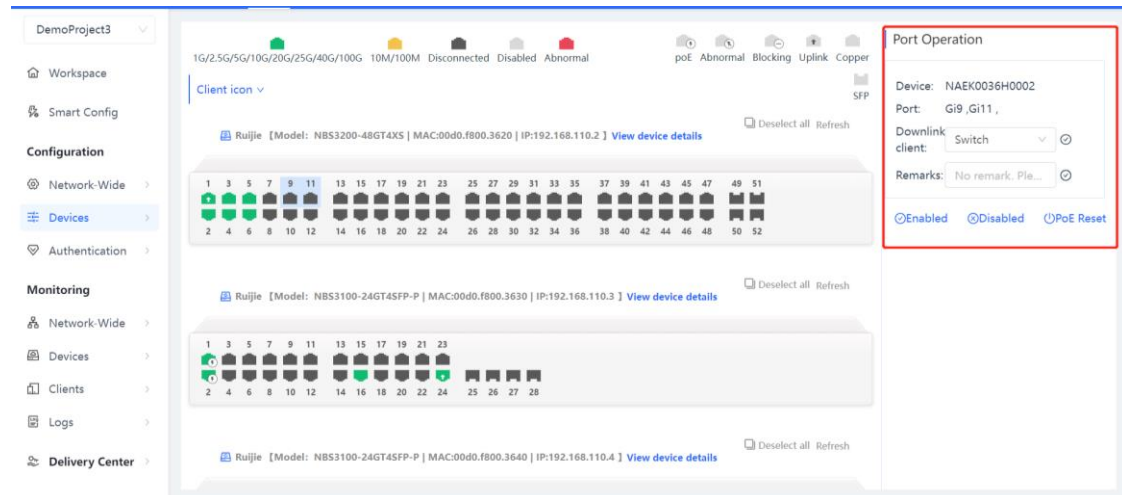 DemoProject3
Workspace
Smart Config
Configuration
Network-Wide
Devices
Authentication
Monitoring
Network-Wide
Devices
Clients
Logs
Delivery Center
1G/2.5G/5G/10G/20G/25G/40G/100G 10M/100M Disconnected Disabled Abnormal
poE Abnormal Blocking Uplink Copper
SFP
Client icon
Deselect all Refresh
Ruijie [Model: NBS3200-48GT4XS | MAC:00d0.f800.3620 | IP:192.168.110.2 ] View device details
1 3 5 7 9 11 13 15 17 19 21 23 25 27 29 31 33 35 37 39 41 43 45 47 49 51
2 4 6 8 10 12 14 16 18 20 22 24 26 28 30 32 34 36 38 40 42 44 46 48 50 52
Deselect all Refresh
Ruijie [Model: NBS3100-24GT4SFP-P | MAC:00d0.f800.3630 | IP:192.168.110.3 ] View device details
1 3 5 7 9 11 13 15 17 19 21 23
2 4 6 8 10 12 14 16 18 20 22 24 25 26 27 28
Deselect all Refresh
Ruijie [Model: NBS3100-24GT4SFP-P | MAC:00d0.f800.3640 | IP:192.168.110.4 ] View device details
Port Operation
Device: NAEK0036H0002
Port: Gi9 ,Gi11 ,
Downlink
client: Switch
Remarks: No remark. Ple...
Enabled Disabled PoE Reset